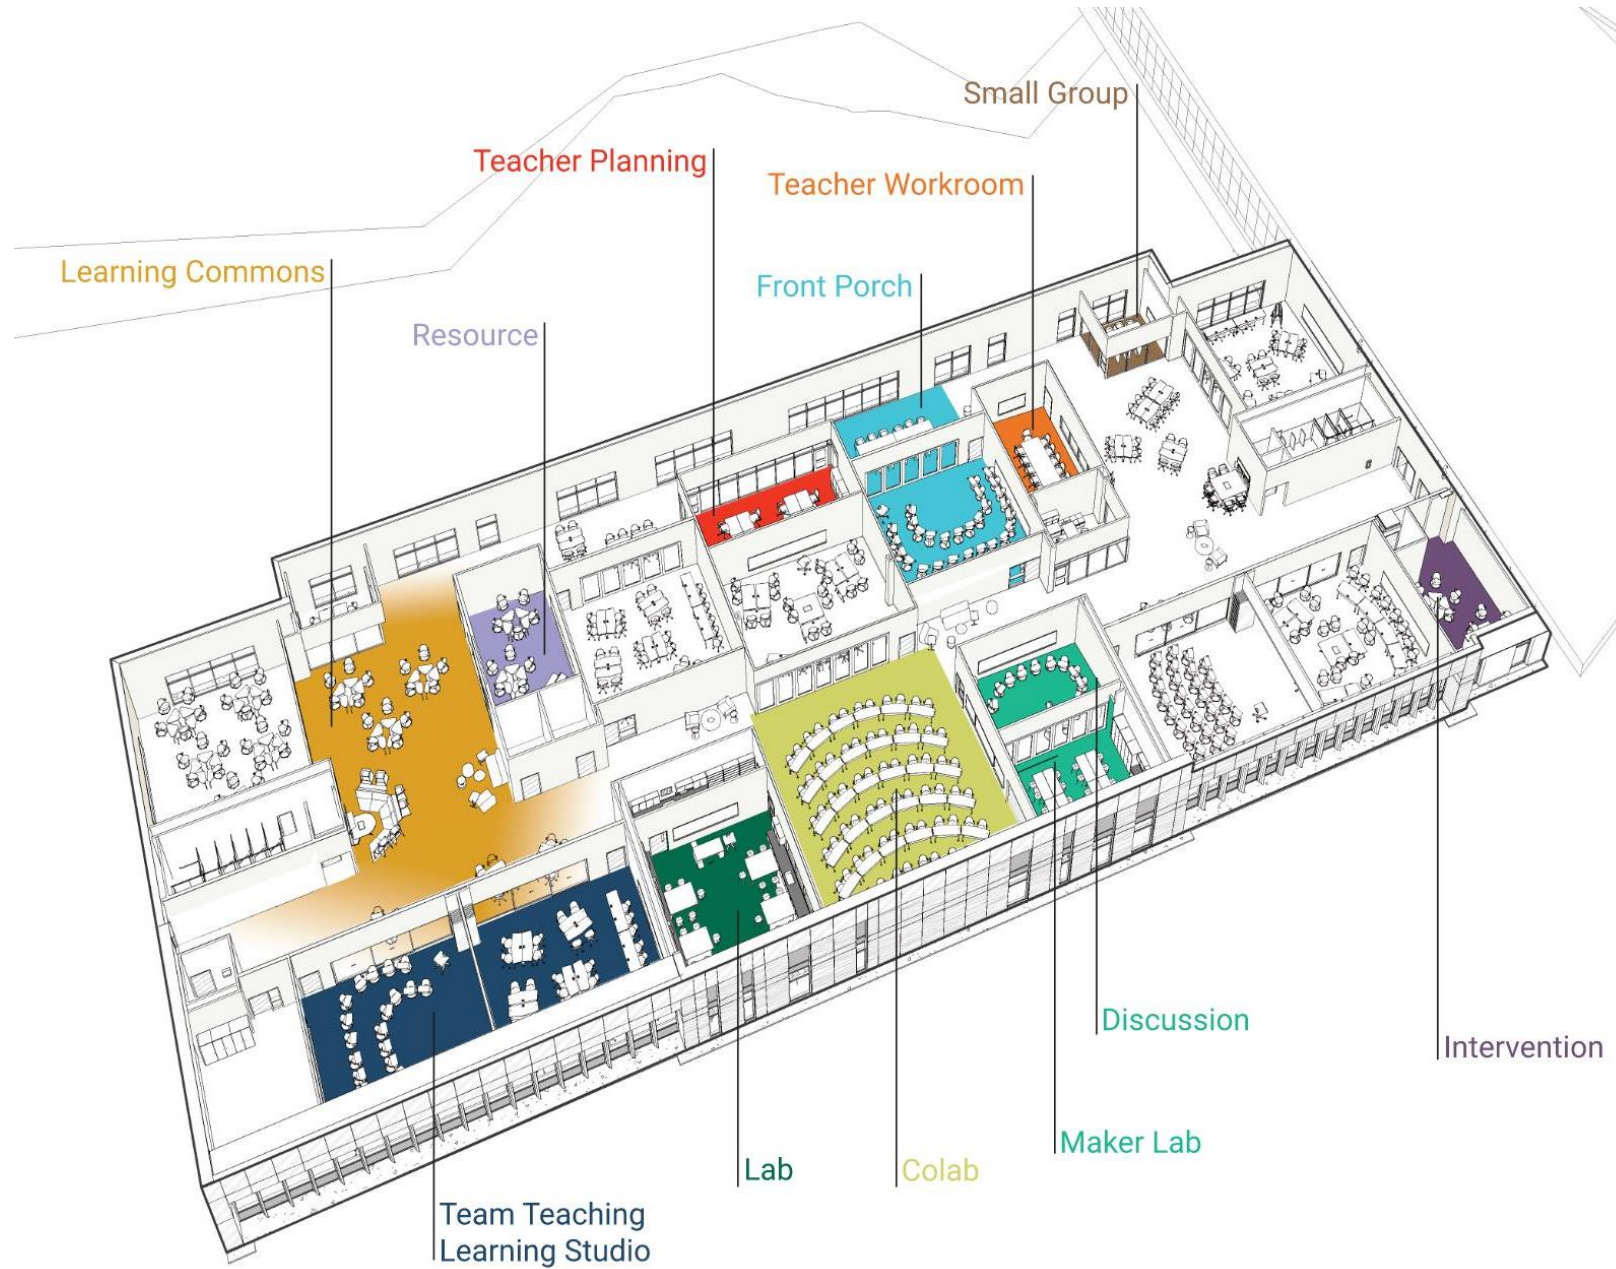 Small Group
Teacher Planning
Teacher Workroom
Learning Commons
Front Porch
Resource
Discussion
Intervention
Maker Lab
Lab
Colab
Team Teaching
Learning Studio